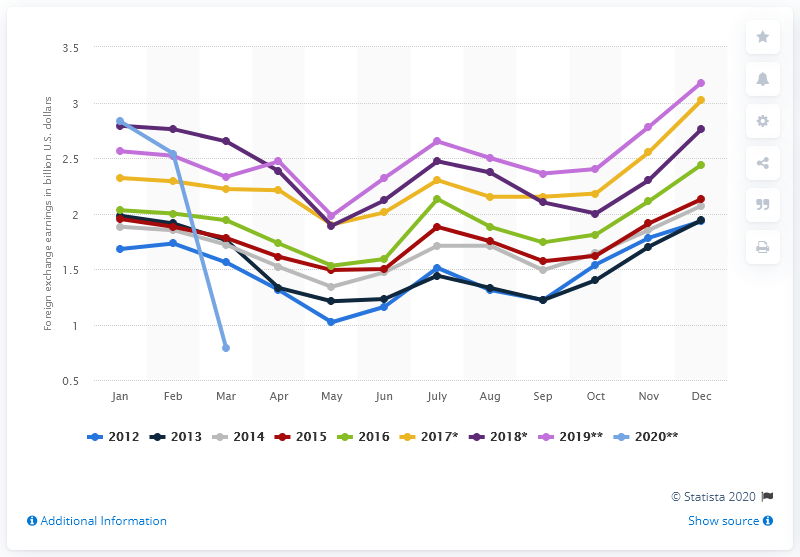 3.5
3
2.5
2
1.5
1
0.5
Foreign exchange earnings in billion U.S. dollars
Jan Feb Mar Apr May Jun July Aug Sep Oct Nov Dec
2012 2013 2014 2015 2016 2017* 2018* 2019** 2020**
© Statista 2020
Additional Information
Show source